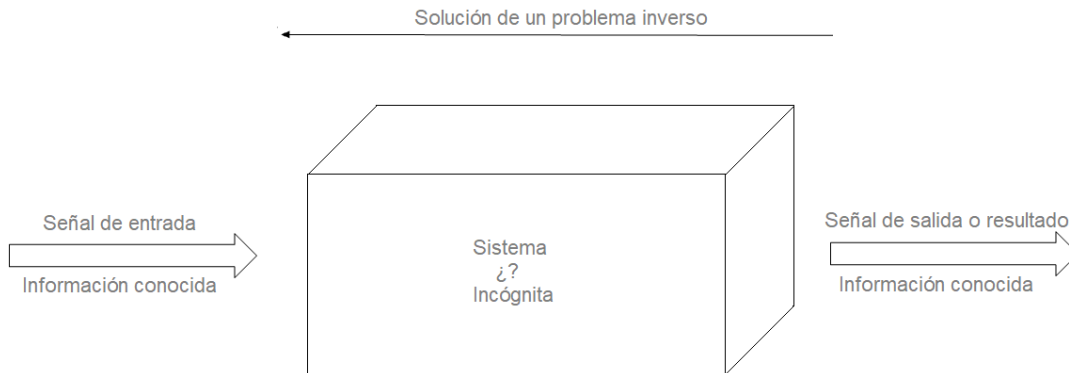 Solución de un problema inverso
Señal de entrada
Información conocida
Sistema
¿?
Incógnita
Señal de salida o resultado
Información conocida